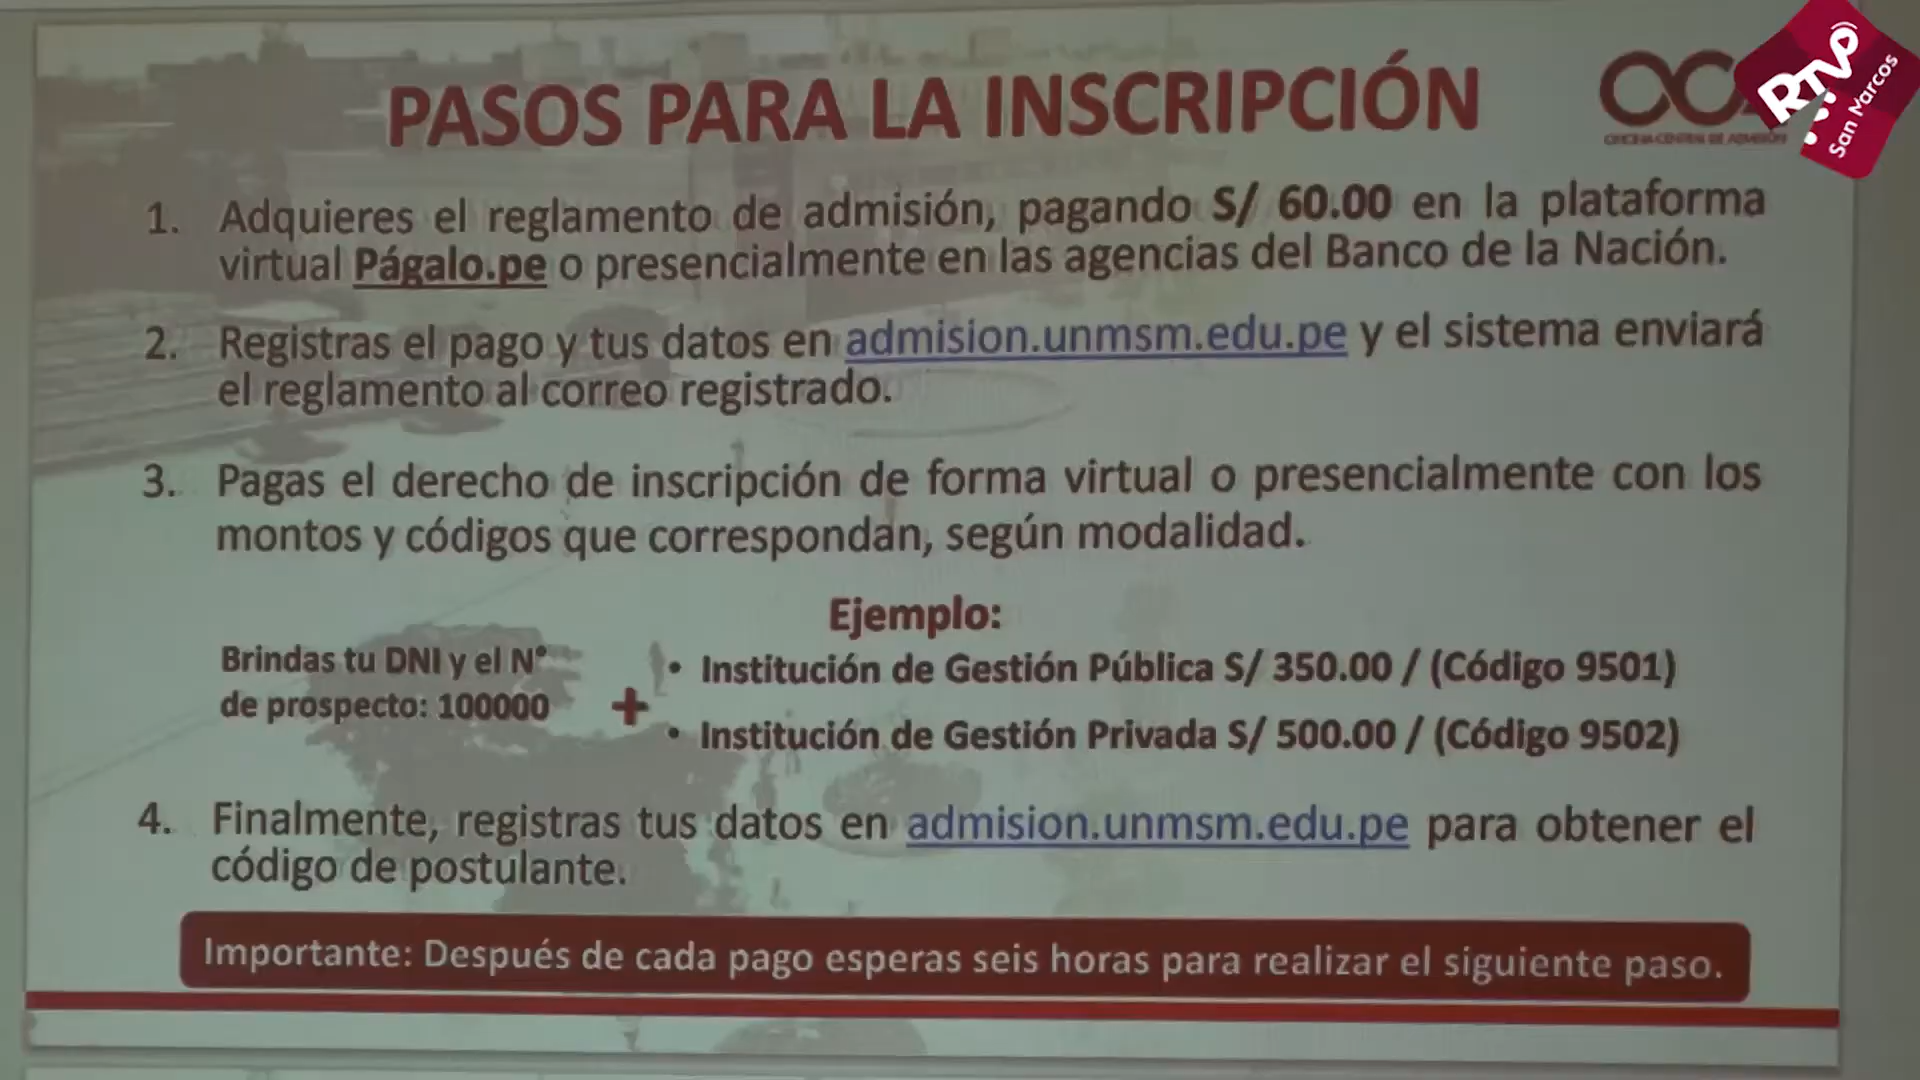 PASOS PARA LA INSCRIPCIÓN
RTVP
San Marcos
OFICINA CENTRAL DE ADMISIÓN
1. Adquieres el reglamento de admisión, pagando S/ 60.00 en la plataforma
virtual Págalo.pe o presencialmente en las agencias del Banco de la Nación.
2. Registras el pago y tus datos en admision.unmsm.edu.pe y el sistema enviará
el reglamento al correo registrado.
3. Pagas el derecho de inscripción de forma virtual o presencialmente con los
montos y códigos que correspondan, según modalidad.
Ejemplo:
Brindas tu DNI y el N°
de prospecto: 100000
+
• Institución de Gestión Pública S/ 350.00 / (Código 9501)
• Institución de Gestión Privada S/ 500.00 / (Código 9502)
4. Finalmente, registras tus datos en admision.unmsm.edu.pe para obtener el
código de postulante.
Importante: Después de cada pago esperas seis horas para realizar el siguiente paso.